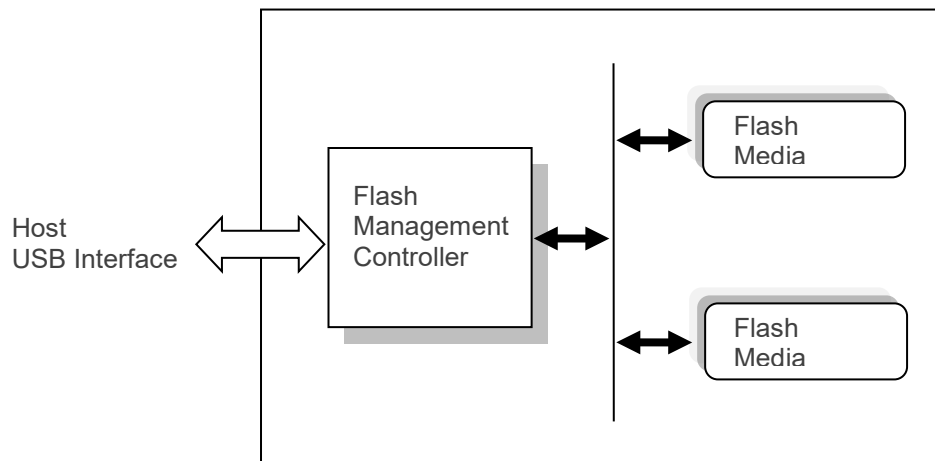 Host
USB Interface
Flash
Management
Controller
Flash
Media
Flash
Media